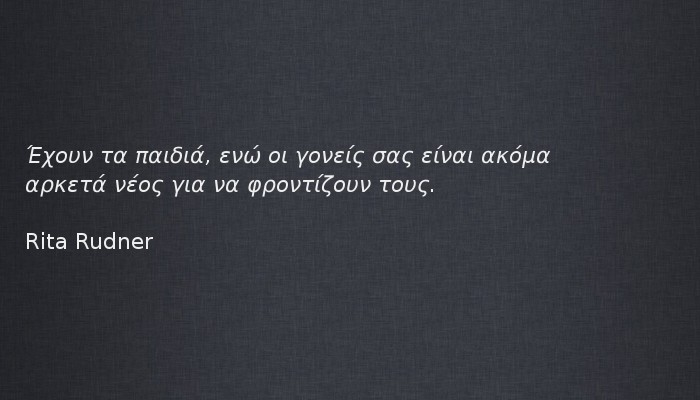 Έχουν τα παιδιά, ενώ οι γονείς σας είναι ακόμα
αρκετά νέος για να φροντίζουν τους.
Rita Rudner